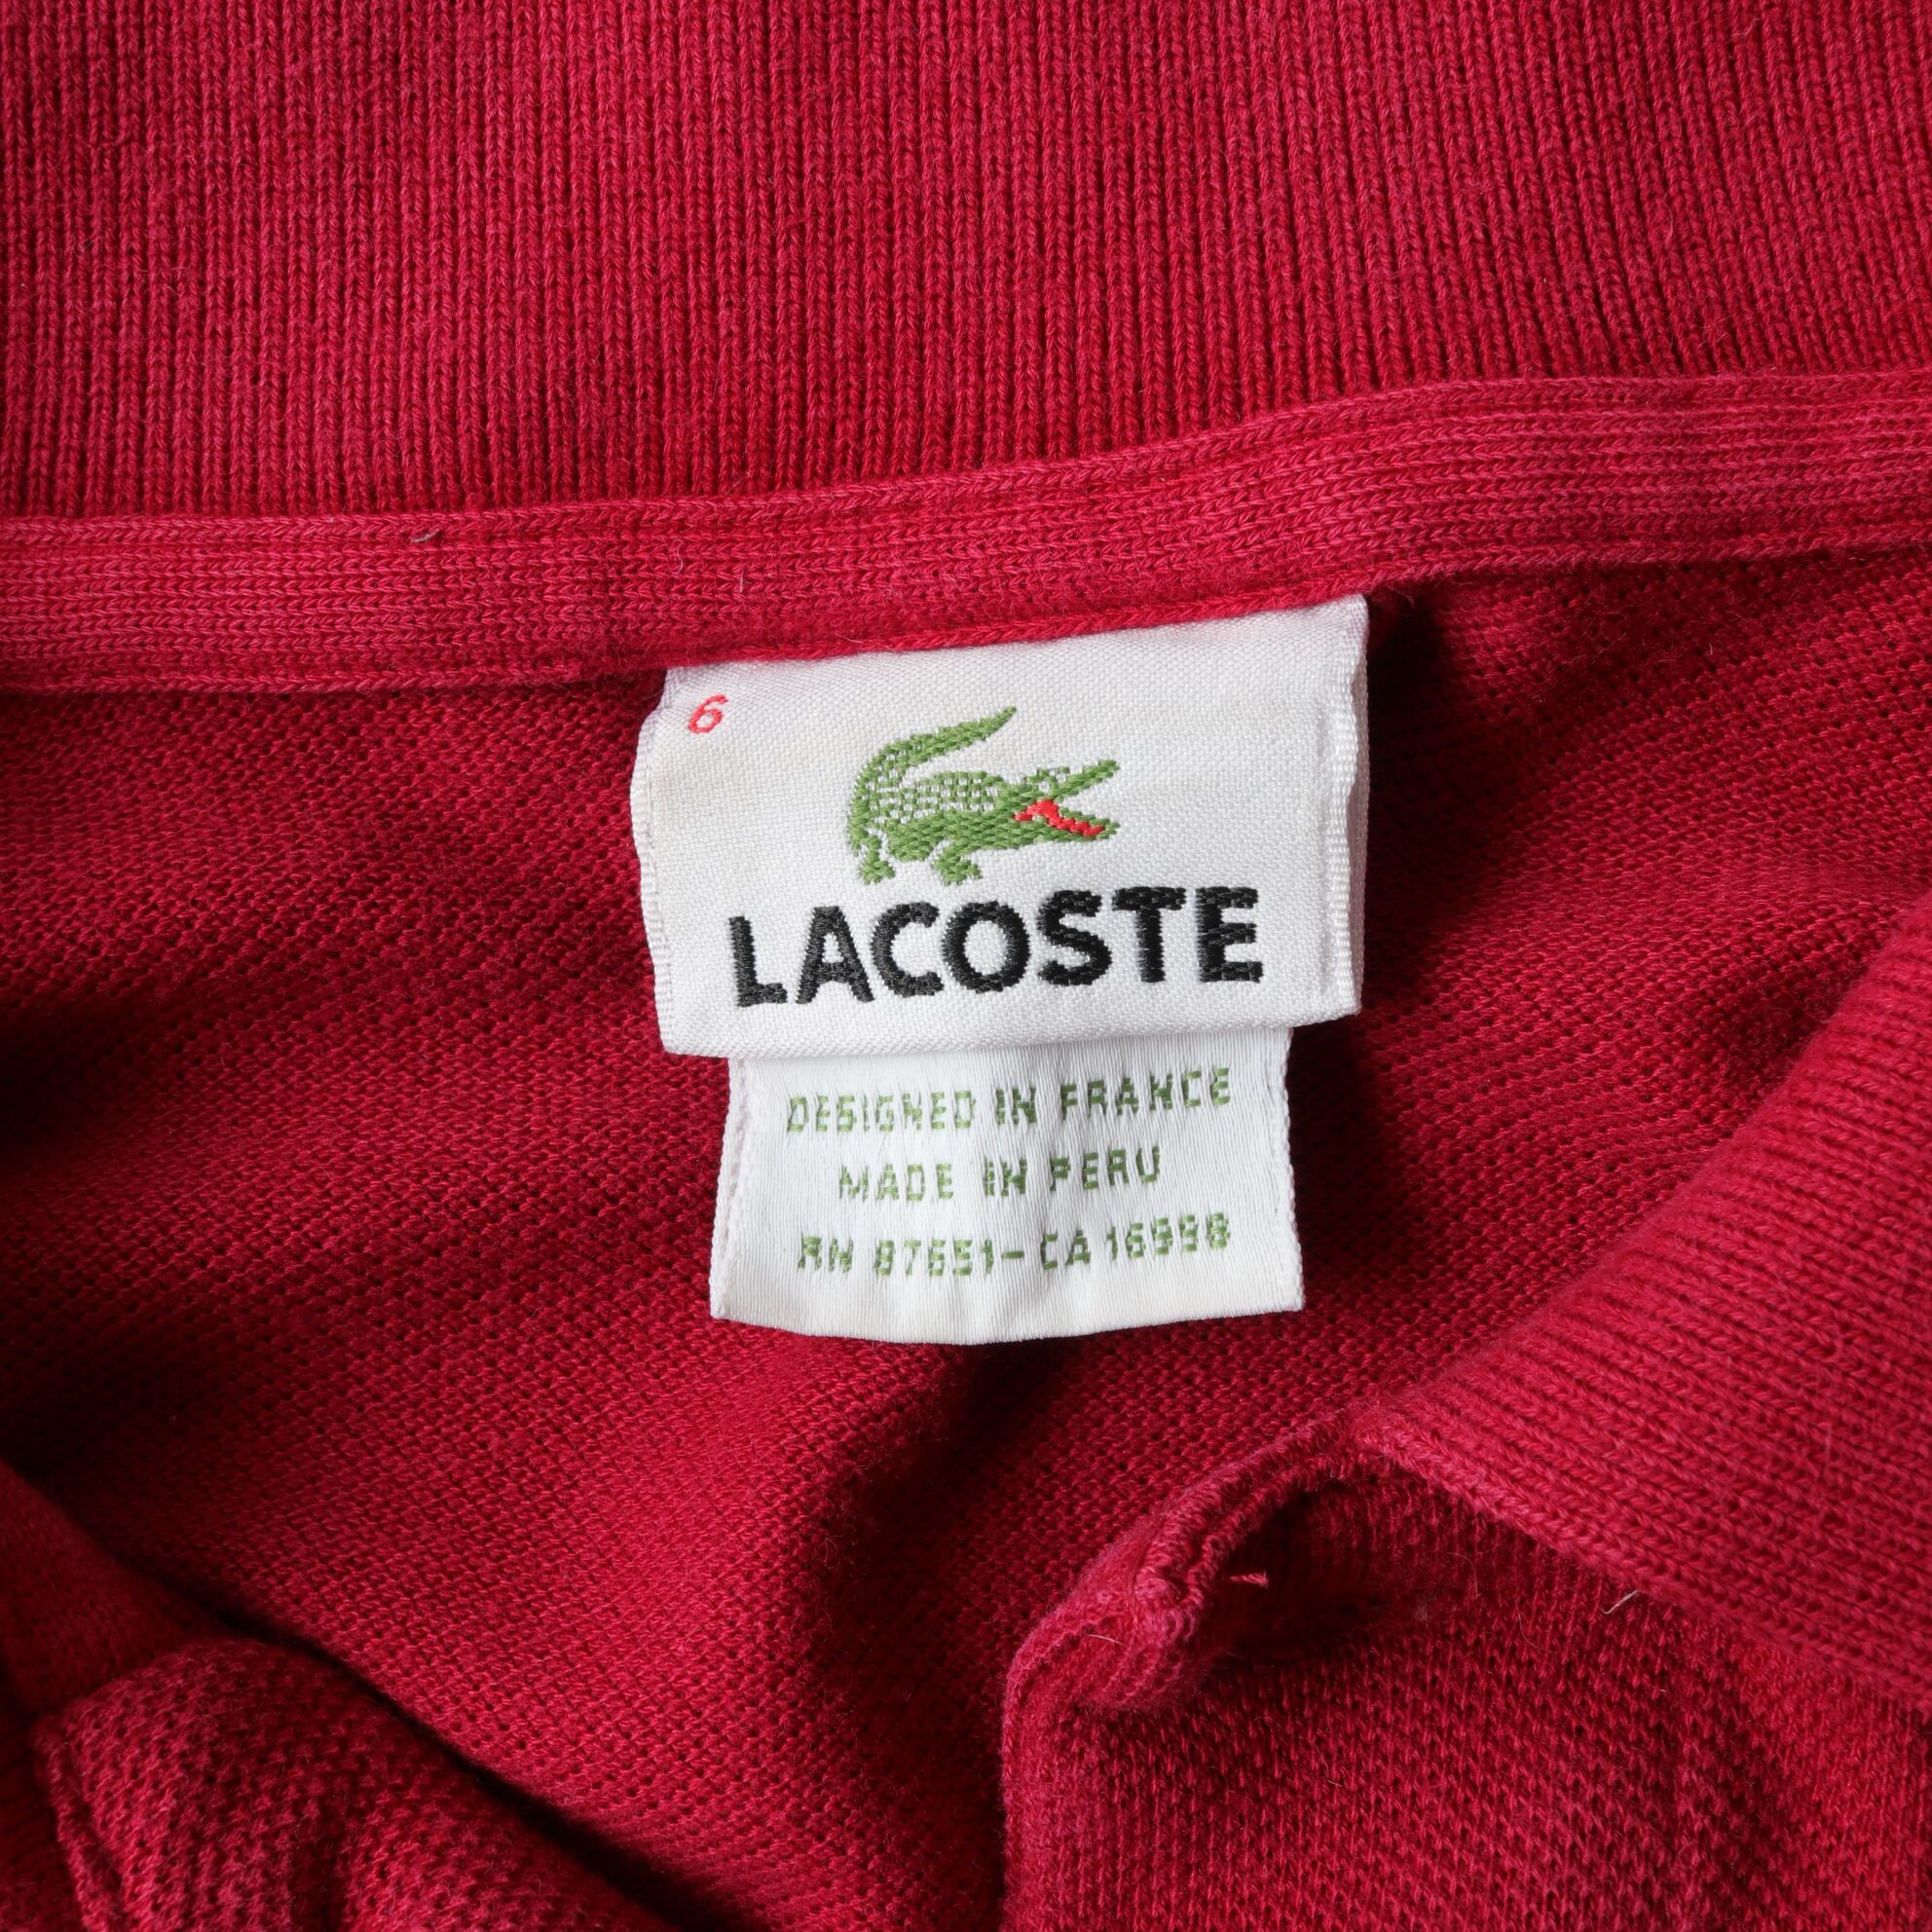 6
LACOSTE
DESIGNED IN FRANCE
MADE IN PERU
RN 87651-CA 16998